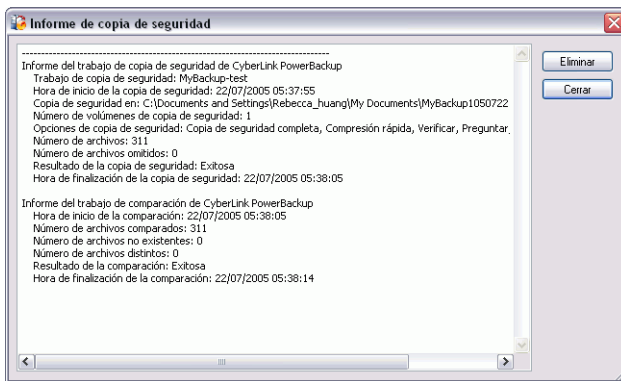 Informe de copia de seguridad
--------------------------------------------------------------------------------
Informe del trabajo de copia de seguridad de CyberLink PowerBackup
Trabajo de copia de seguridad: MyBackup-test
Hora de inicio de la copia de seguridad: 22/07/2005 05:37:55
Copia de seguridad en: C:\Documents and Settings\Rebecca_huang\My Documents\MyBackup1050722
Número de volúmenes de copia de seguridad: 1
Opciones de copia de seguridad: Copia de seguridad completa, Compresión rápida, Verificar, Preguntar,
Número de archivos: 311
Número de archivos omitidos: 0
Resultado de la copia de seguridad: Exitosa
Hora de finalización de la copia de seguridad: 22/07/2005 05:38:05
Informe del trabajo de comparación de CyberLink PowerBackup
Hora de inicio de la comparación: 22/07/2005 05:38:05
Número de archivos comparados: 311
Número de archivos no existentes: 0
Número de archivos distintos: 0
Resultado de la comparación: Exitosa
Hora de finalización de la comparación: 22/07/2005 05:38:14
Eliminar
Cerrar